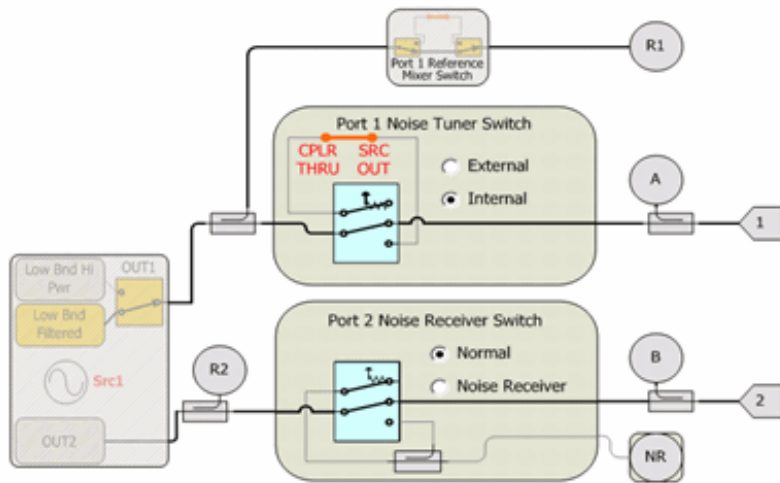 R1
Port 1 Reference
Mixer Switch
Port 1 Noise Tuner Switch
CPLR SRC
THRU OUT
External
Internal
A
1
Low Bnd Hi
Pwr
OUT1
Low Bnd
Filtered
Src1
OUT2
R2
Port 2 Noise Receiver Switch
Normal
Noise Receiver
B
2
NR